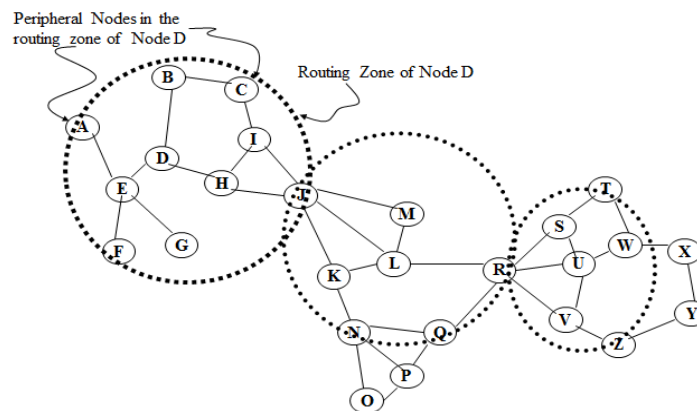 Peripheral Nodes in the
routing zone of Node D
Routing Zone of Node D
B
C
A
I
D
H
E
J
F
G
M
K
L
R
N
Q
P
O
T
S
W
X
U
V
Y
Z